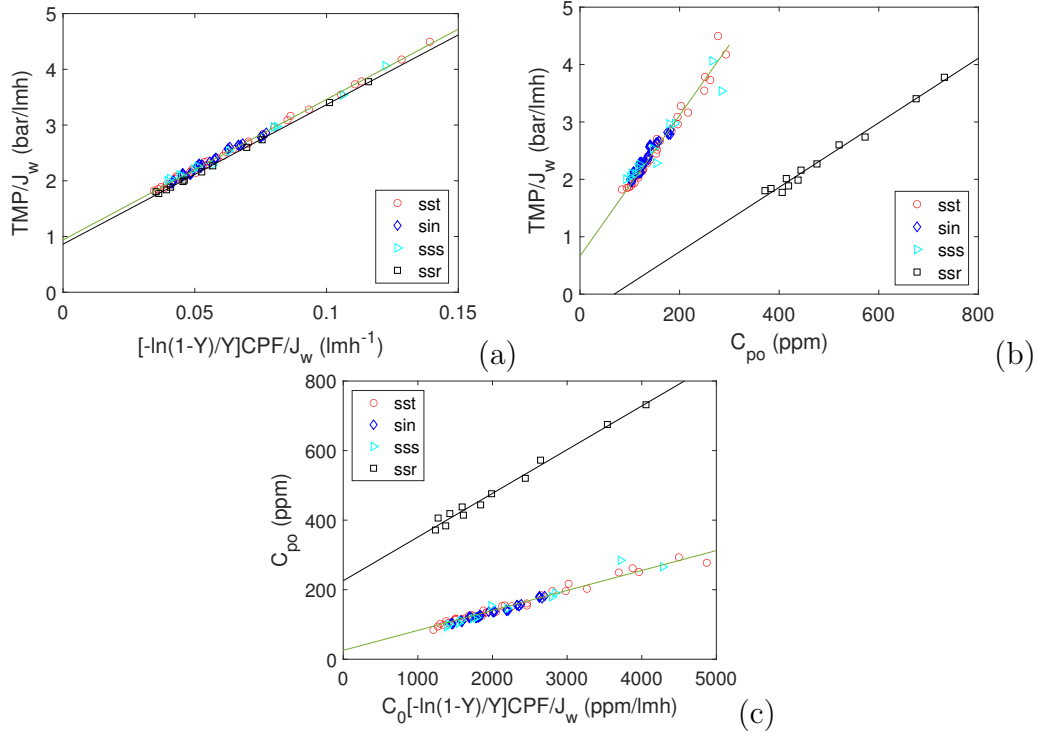 5
4
3
2
1
0
TMP/J_w (bar/lmh)
sst
sin
sss
ssr
0 0.05 0.1 0.15
[-ln(1-Y)/Y]CPF/J_w (lmh^-1)
(a)
5
4
3
2
1
0
TMP/J_w (bar/lmh)
sst
sin
sss
ssr
0 200 400 600 800
C_po (ppm)
(b)
800
600
400
200
0
C_po (ppm)
sst
sin
sss
ssr
0 1000 2000 3000 4000 5000
C_0[-ln(1-Y)/Y]CPF/J_w (ppm/lmh)
(c)